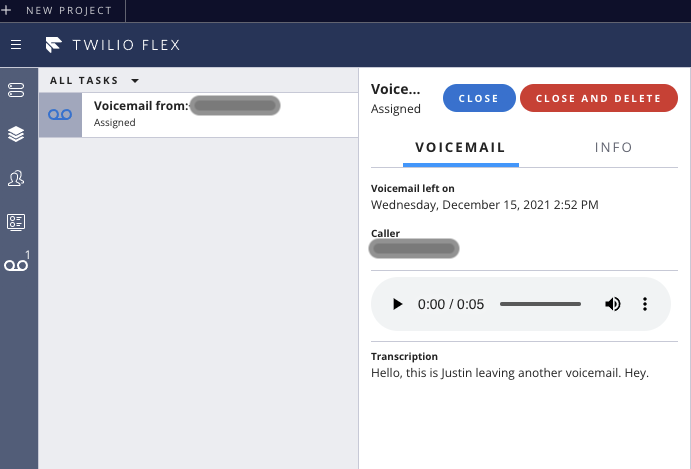 NEW PROJECT
TWILIO FLEX
ALL TASKS
Voicemail from:
Assigned
1
Voice...
Assigned
CLOSE
CLOSE AND DELETE
VOICEMAIL
INFO
Voicemail left on
Wednesday, December 15, 2021 2:52 PM
Caller
0:00 / 0:05
Transcription
Hello, this is Justin leaving another voicemail. Hey.